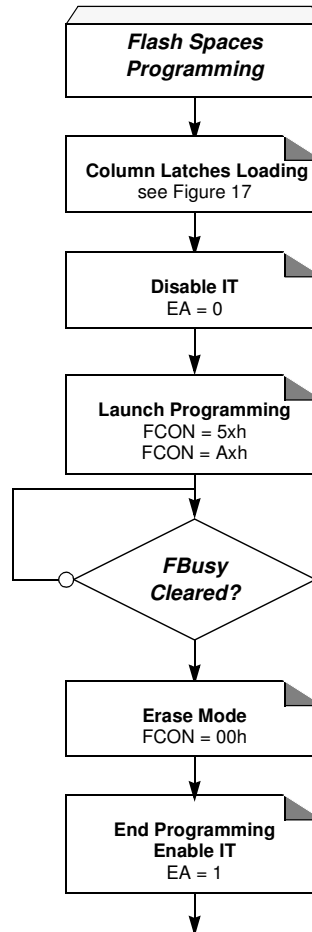 Flash Spaces
Programming
Column Latches Loading
see Figure 17
Disable IT
EA = 0
Launch Programming
FCON = 5xh
FCON = Axh
FBusy
Cleared?
Erase Mode
FCON = 00h
End Programming
Enable IT
EA = 1